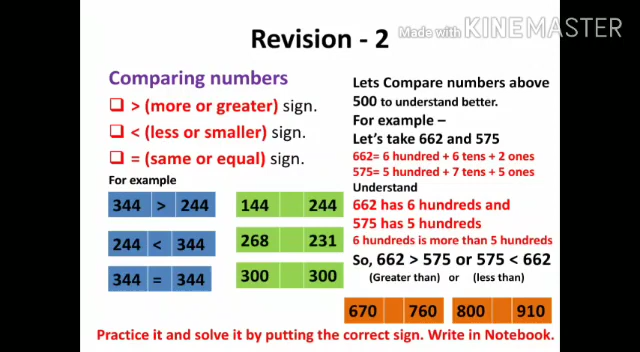 Revision - 2
Made with KINEMASTER
Comparing numbers
> (more or greater) sign.
< (less or smaller) sign.
= (same or equal) sign.
For example
344 > 244
244 < 344
344 = 344
144 244
268 231
300 300
Lets Compare numbers above
500 to understand better.
For example –
Let's take 662 and 575
662= 6 hundred + 6 tens + 2 ones
575= 5 hundred + 7 tens + 5 ones
Understand
662 has 6 hundreds and
575 has 5 hundreds
6 hundreds is more than 5 hundreds
So, 662 > 575 or 575 < 662
(Greater than) or (less than)
670 760 800 910
Practice it and solve it by putting the correct sign. Write in Notebook.